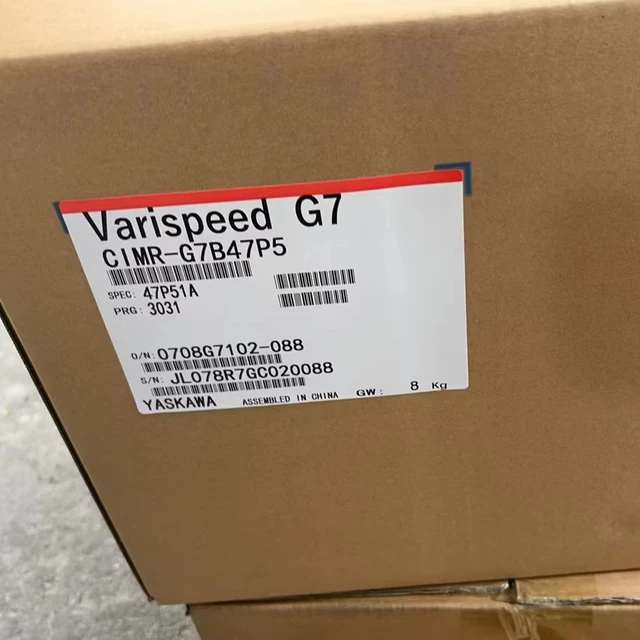 Varispeed G7
CIMR-G7B47P5
SPEC: 47P51A
PRG: 3031
O/N: 0708G7102-088
S/N: JL078R7GC020088
YASKAWA ASSEMBLED IN CHINA GW: 8 Kg